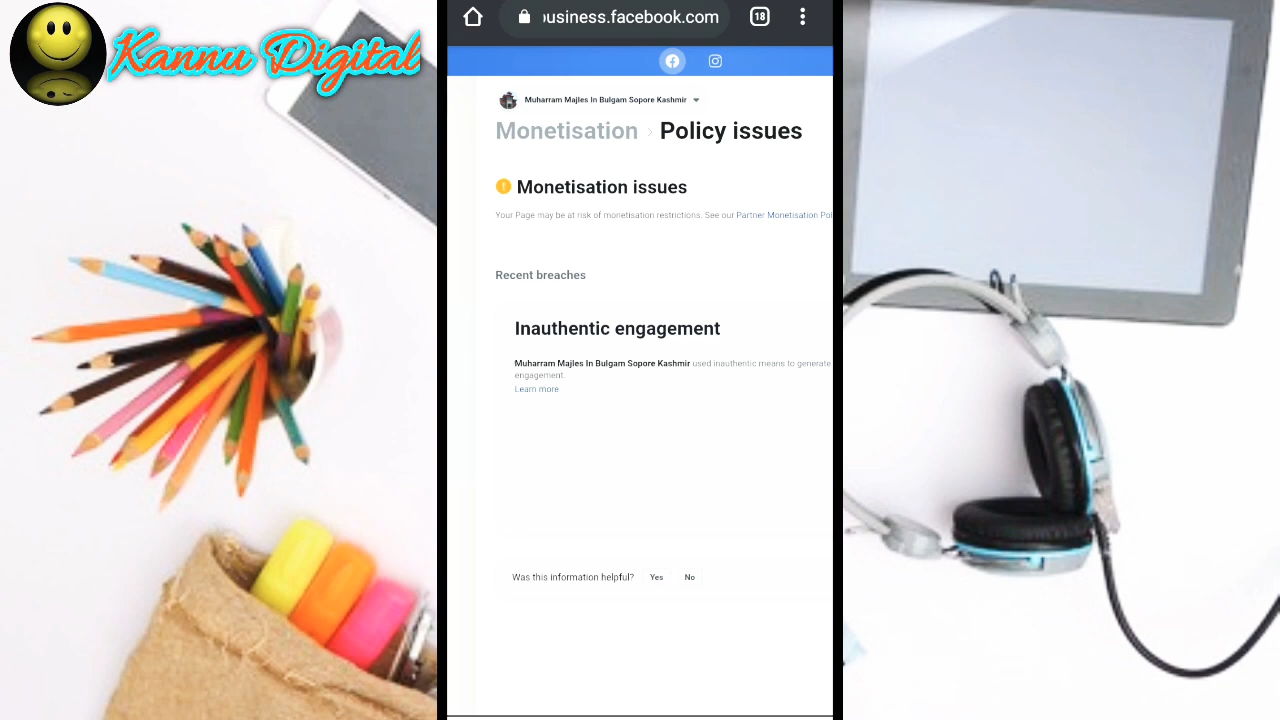 Kannu Digital
usiness.facebook.com
18
Muharram Majles In Bulgam Sopore Kashmir
Monetisation › Policy issues
Monetisation issues
Your Page may be at risk of monetisation restrictions. See our Partner Monetisation Pol
Recent breaches
Inauthentic engagement
Muharram Majles In Bulgam Sopore Kashmir used inauthentic means to generate
engagement.
Learn more
Was this information helpful? Yes No